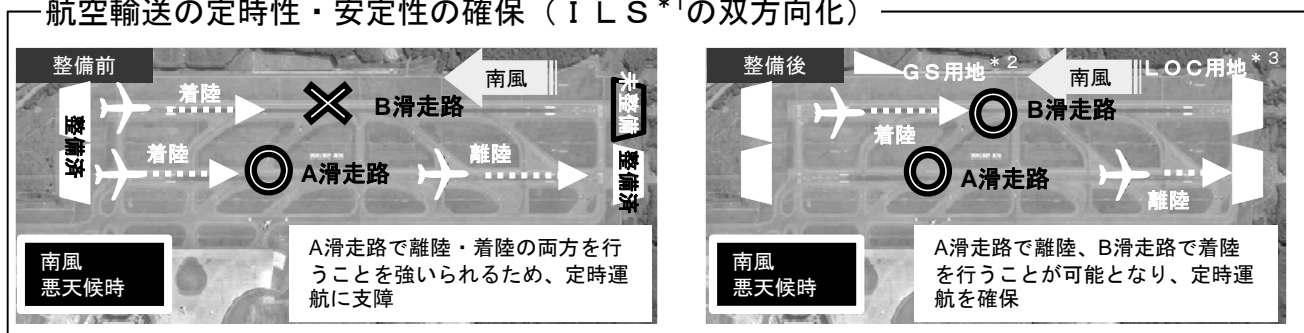 航空輸送の定時性・安定性の確保（ＩＬＳ*1の双方向化）
整備前
南風
着陸
B滑走路
未整備
整備済
着陸
A滑走路
離陸
整備済
南風
悪天候時
A滑走路で離陸・着陸の両方を行
うことを強いられるため、定時運
航に支障
整備後
ＧＳ用地*2
南風
ＬＯＣ用地*3
B滑走路
着陸
A滑走路
離陸
南風
悪天候時
A滑走路で離陸、B滑走路で着陸
を行うことが可能となり、定時運
航を確保